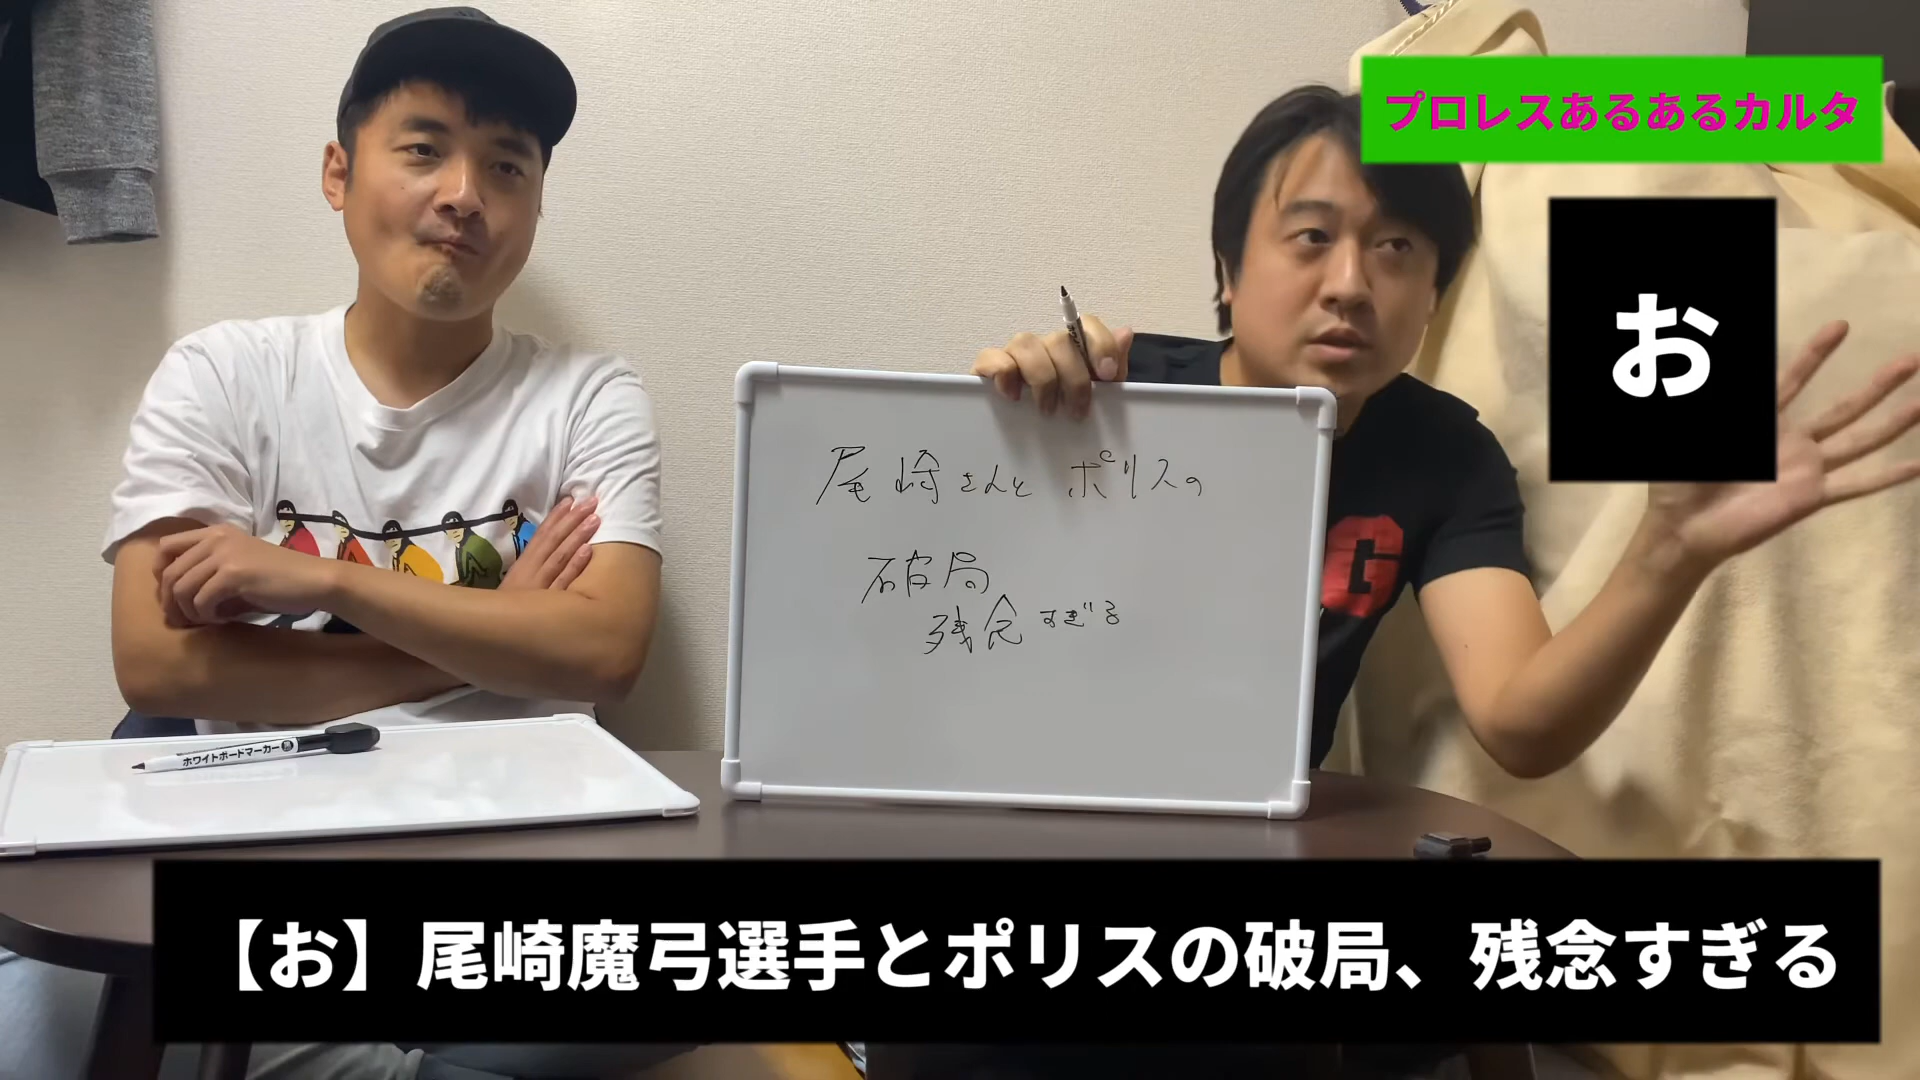 プロレスあるあるカルタ
お
尾崎さんとポリスの
破局
残念すぎる
G
ホワイトボードマーカー 黒
【お】尾崎魔弓選手とポリスの破局、残念すぎる